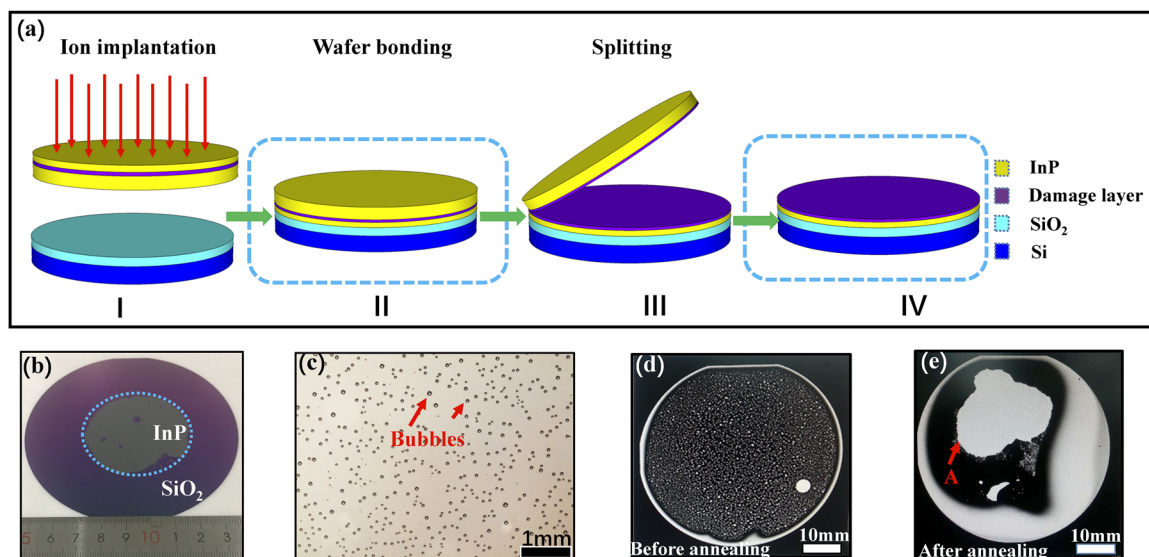 (a)
Ion implantation
Wafer bonding
Splitting
InP
Damage layer
SiO₂
Si
I
II
III
IV
(b)
InP
SiO₂
5 6 7 8 9 10 1 2 3
(c)
Bubbles
1mm
(d)
Before annealing
10mm
(e)
A
After annealing
10mm